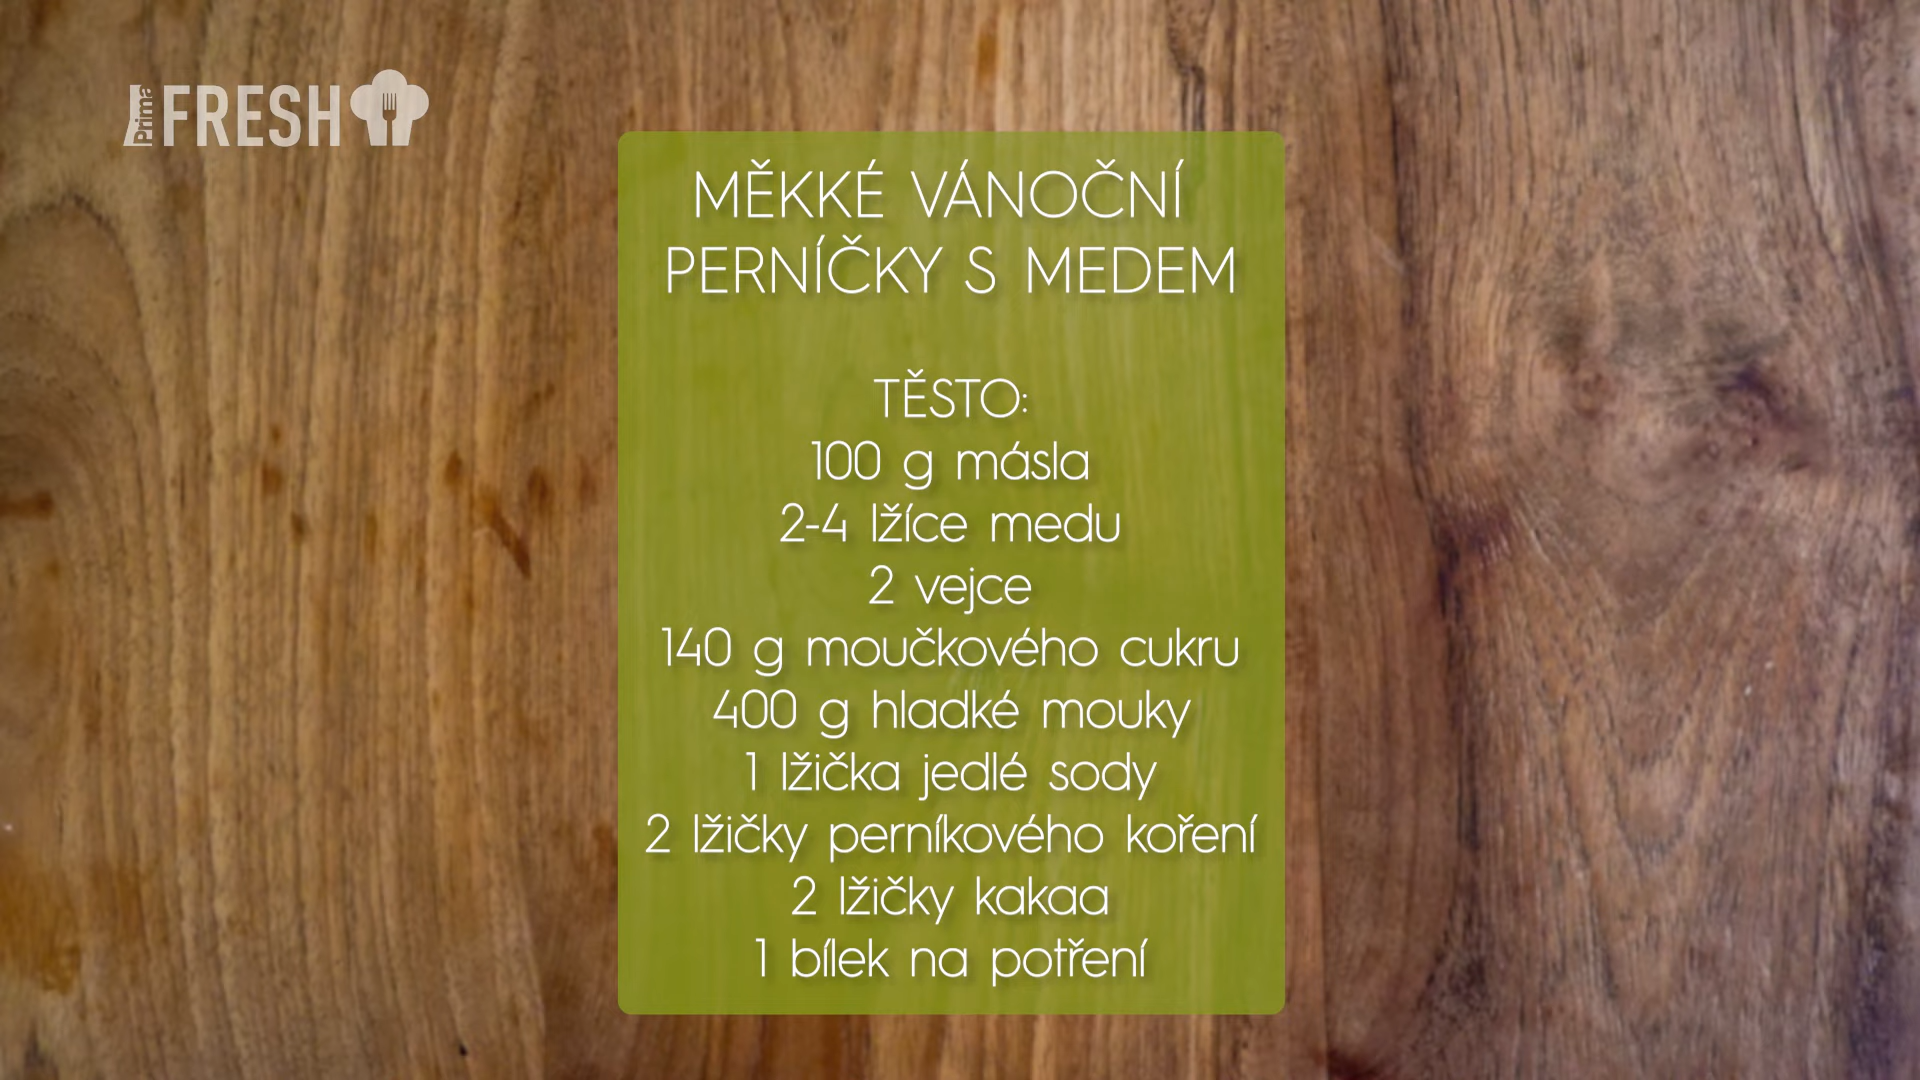 Prima FRESH
MĚKKÉ VÁNOČNÍ
PERNÍČKY S MEDEM
TĚSTO:
100 g másla
2-4 lžíce medu
2 vejce
140 g moučkového cukru
400 g hladké mouky
1 lžička jedlé sody
2 lžičky perníkového koření
2 lžičky kakaa
1 bílek na potření